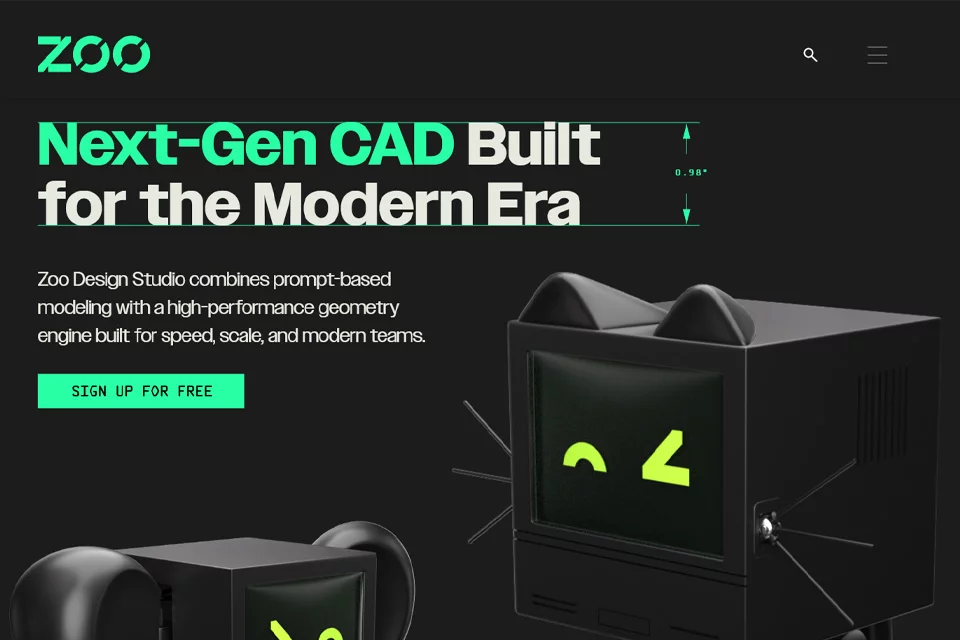 ZOO
Next-Gen CAD Built
for the Modern Era
0.98"
Zoo Design Studio combines prompt-based
modeling with a high-performance geometry
engine built for speed, scale, and modern teams.
SIGN UP FOR FREE